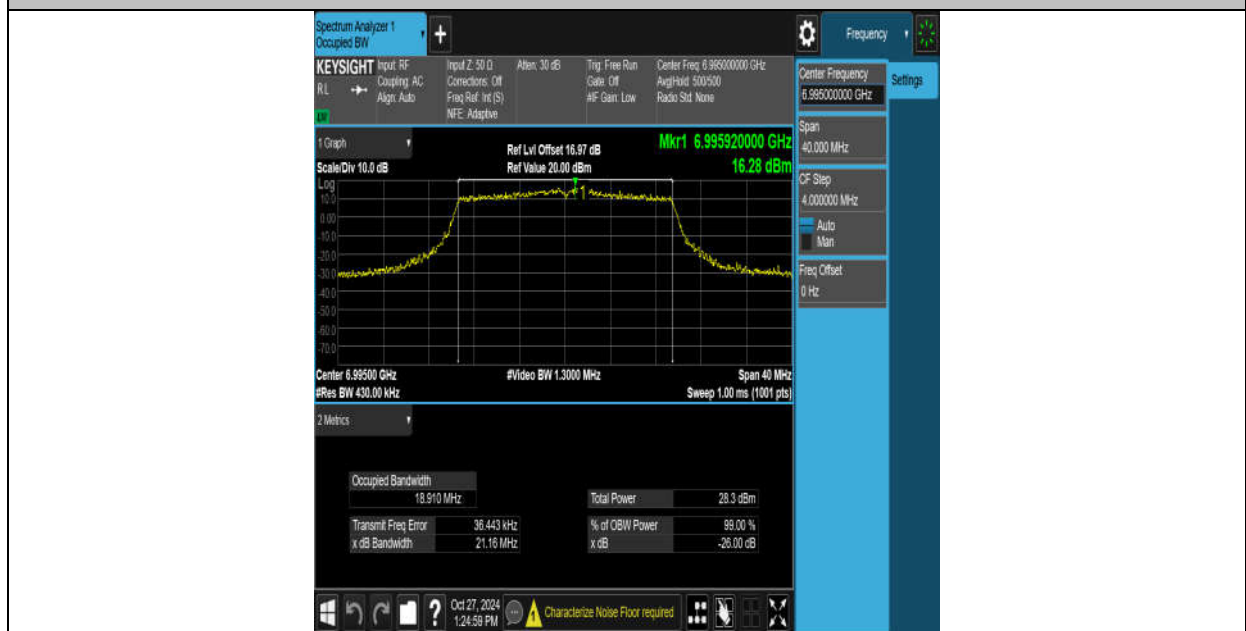 Spectrum Analyzer 1
Occupied BW
Frequency
KEYSIGHT
RL
LW
Input: RF
Coupling: AC
Align: Auto
Input Z: 50 Ω
Corrections: Off
Freq Ref: Int (S)
NFE: Adaptive
Atten: 30 dB
Trig: Free Run
Gate: Off
#IF Gain: Low
Center Freq: 6.995000000 GHz
Avg|Hold: 500/500
Radio Std: None
Center Frequency
6.995000000 GHz
Settings
Span
40.000 MHz
CF Step
4.000000 MHz
Auto
Man
Freq Offset
0 Hz
1 Graph
Scale/Div 10.0 dB
Ref Lvl Offset 16.97 dB
Ref Value 20.00 dBm
Mkr1 6.995920000 GHz
16.28 dBm
Log
10.0
0.00
-10.0
-20.0
-30.0
-40.0
-50.0
-60.0
-70.0
1
Center 6.99500 GHz
#Res BW 430.00 kHz
#Video BW 1.3000 MHz
Span 40 MHz
Sweep 1.00 ms (1001 pts)
2 Metrics
Occupied Bandwidth
18.910 MHz
Total Power 28.3 dBm
Transmit Freq Error 36.443 kHz
% of OBW Power 99.00 %
x dB Bandwidth 21.16 MHz
x dB -26.00 dB
?
Oct 27, 2024
1:24:59 PM
Characterize Noise Floor required